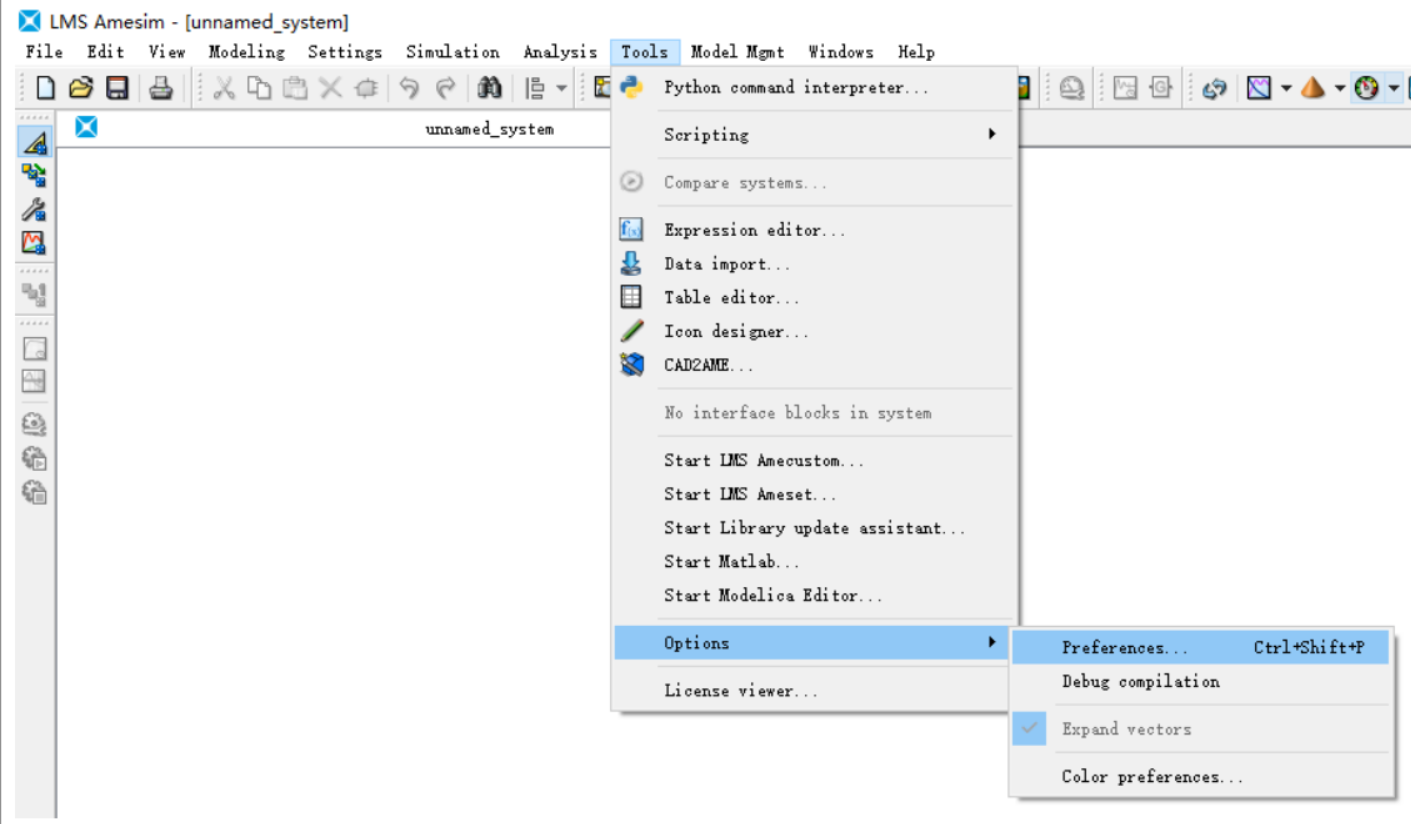 LMS Amesim - [unnamed_system]
File Edit View Modeling Settings Simulation Analysis Tools Model Mgmt Windows Help
unnamed_system
Python command interpreter...
Scripting
Compare systems...
Expression editor...
Data import...
Table editor...
Icon designer...
CAD2AME...
No interface blocks in system
Start LMS Amecustom...
Start LMS Ameset...
Start Library update assistant...
Start Matlab...
Start Modelica Editor...
Options
License viewer...
Preferences... Ctrl+Shift+P
Debug compilation
Expand vectors
Color preferences...